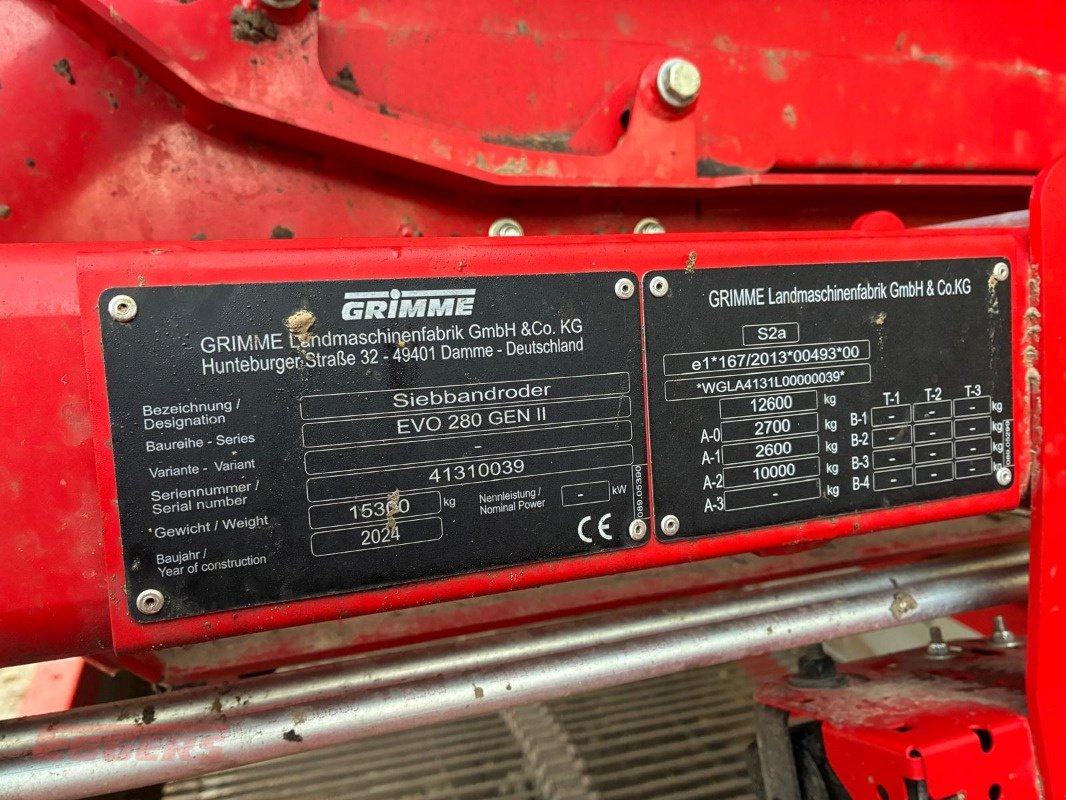 GRIMME
GRIMME Landmaschinenfabrik GmbH &Co. KG
Hunteburger Straße 32 - 49401 Damme - Deutschland
Bezeichnung /
Designation
Siebbandroder
Baureihe - Series
EVO 280 GEN II
Variante - Variant
-
Seriennummer /
Serial number
41310039
Gewicht / Weight
15300 kg
Nennleistung /
Nominal Power
- kW
Baujahr /
Year of construction
2024
CE
089.05390
GRIMME Landmaschinenfabrik GmbH & Co.KG
S2a
e1*167/2013*00493*00
*WGLA4131L00000039*
12600 kg
A-0 2700 kg
A-1 2600 kg
A-2 10000 kg
A-3 - kg
T-1 T-2 T-3
B-1 - - - kg
B-2 - - - kg
B-3 - - - kg
B-4 - - - kg